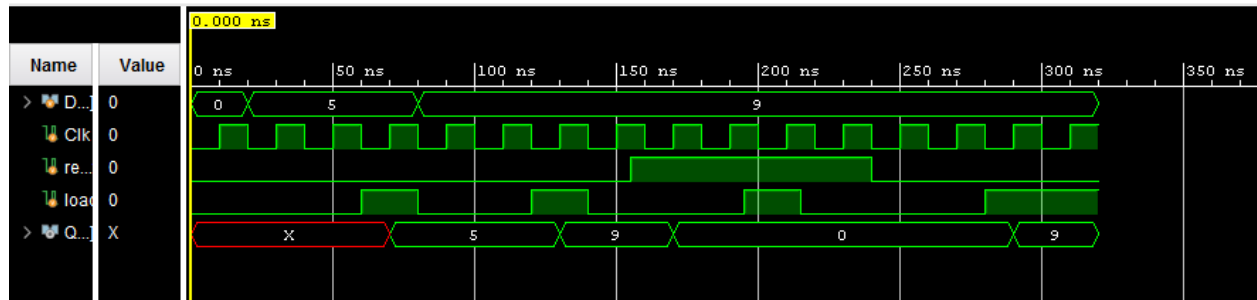 0.000 ns
Name Value
0 ns 50 ns 100 ns 150 ns 200 ns 250 ns 300 ns 350 ns
> D...] 0 0 5 9
Clk 0
re... 0
load 0
> Q...] X X 5 9 0 9